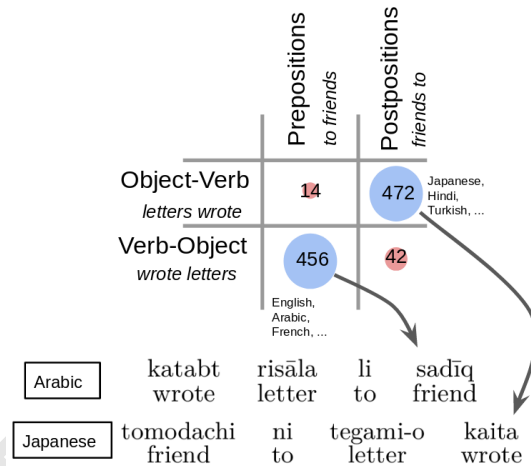 Prepositions
to friends
Postpositions
friends to
Object-Verb
letters wrote
14
472
Japanese,
Hindi,
Turkish, ...
Verb-Object
wrote letters
456
42
English,
Arabic,
French, ...
Arabic
katabt risāla li sadīq
wrote letter to friend
Japanese
tomodachi ni tegami-o kaita
friend to letter wrote